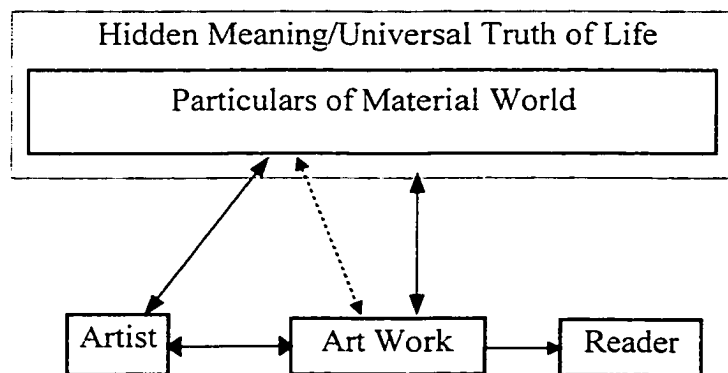 Hidden Meaning/Universal Truth of Life
Particulars of Material World
Artist
Art Work
Reader